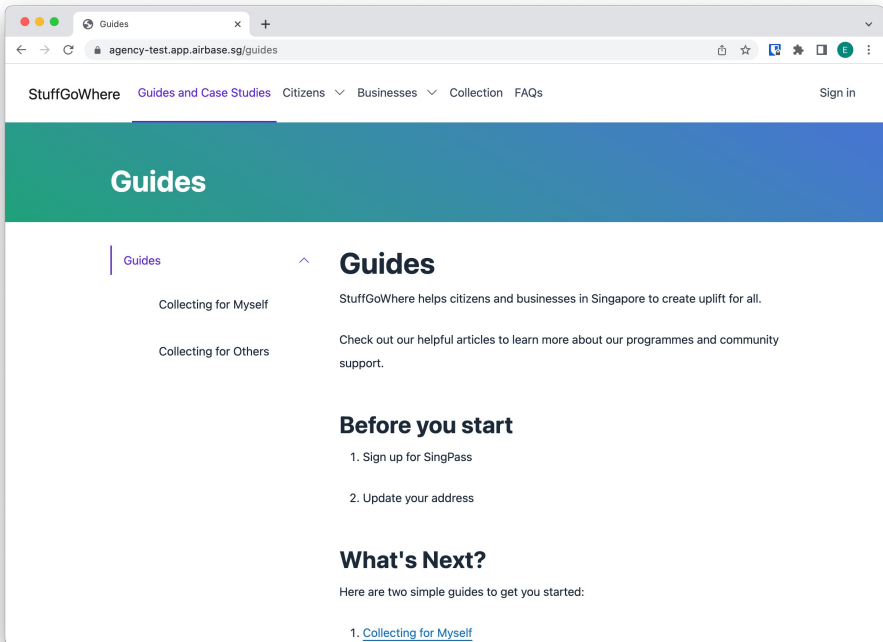 Guides
agency-test.app.airbase.sg/guides
E
StuffGoWhere
Guides and Case Studies
Citizens
Businesses
Collection
FAQs
Sign in
Guides
Guides
Collecting for Myself
Collecting for Others
Guides
StuffGoWhere helps citizens and businesses in Singapore to create uplift for all.
Check out our helpful articles to learn more about our programmes and community
support.
Before you start
1. Sign up for SingPass
2. Update your address
What's Next?
Here are two simple guides to get you started:
1. Collecting for Myself